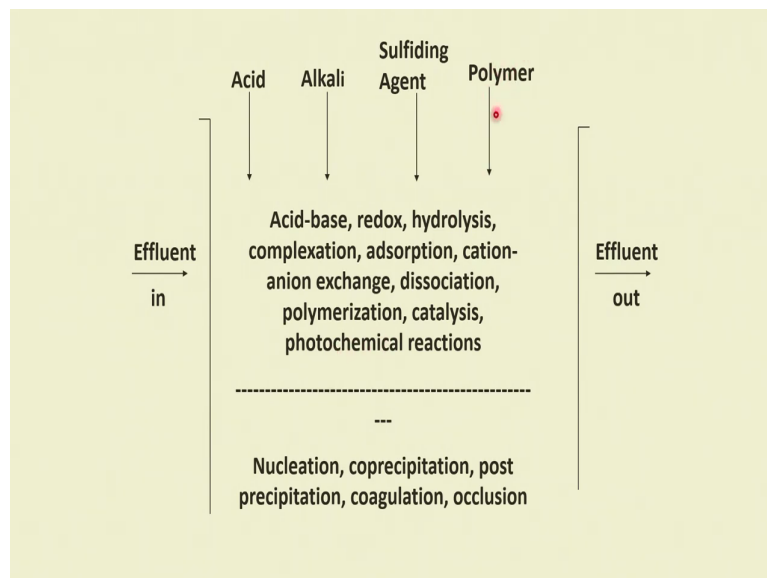 Acid
Alkali
Sulfiding
Agent
Polymer
Effluent
in
Acid-base, redox, hydrolysis,
complexation, adsorption, cation-
anion exchange, dissociation,
polymerization, catalysis,
photochemical reactions
Effluent
out
--------------------------------------------------
---
Nucleation, coprecipitation, post
precipitation, coagulation, occlusion